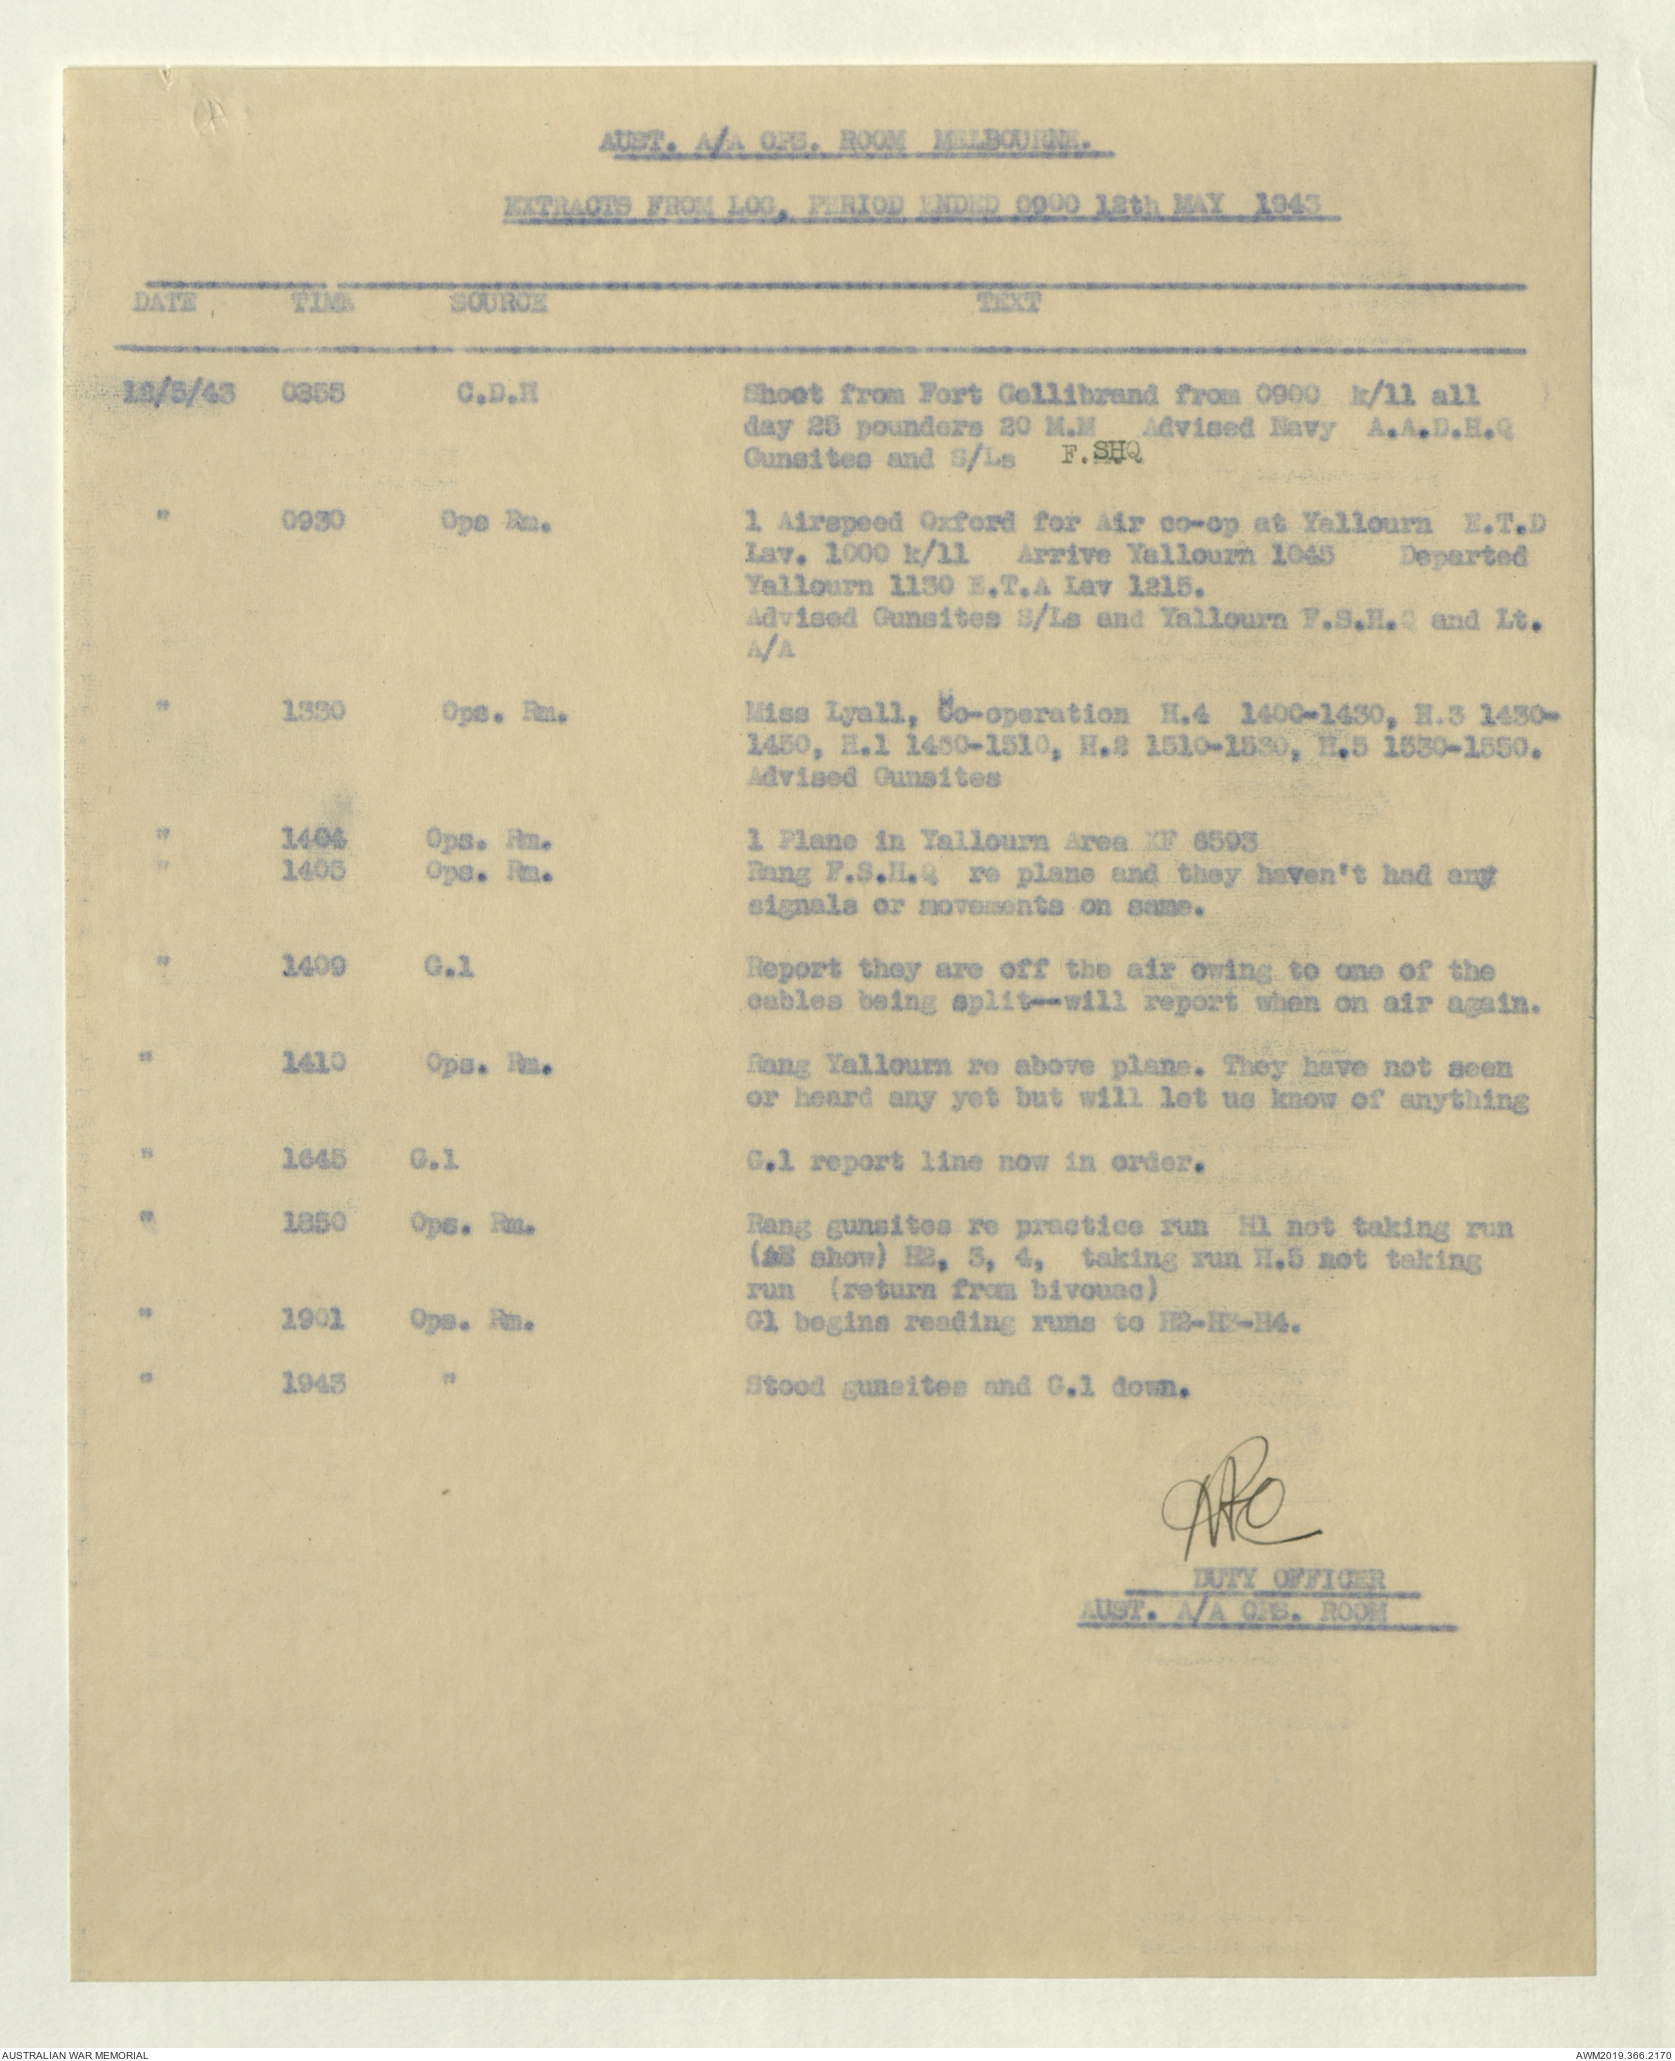 AUST. A/A OPS. ROOM MELBOURNE.
EXTRACTS FROM LOG, PERIOD ENDED 0900 12th MAY 1943
DATE TIME SOURCE TEXT
12/5/43 0855 C.D.H Shoot from Fort Gellibrand from 0900 k/11 all
day 25 pounders 20 M.M Advised Navy A.A.D.H.Q
Gunsites and S/Ls F.SHQ
" 0930 Ops Rm. 1 Airspeed Oxford for Air co-op at Yallourn E.T.D
Lav. 1000 k/11 Arrive Yallourn 1045 Departed
Yallourn 1130 E.T.A Lav 1215.
Advised Gunsites S/Ls and Yallourn F.S.H.Q and Lt.
A/A
" 1330 Ops. Rm. Miss Lyall, Co-operation H.4 1400-1430, H.3 1430-
1450, H.1 1450-1510, H.2 1510-1530, H.5 1530-1550.
Advised Gunsites
" 1404 Ops. Rm. 1 Plane in Yallourn Area KF 6593
" 1405 Ops. Rm. Rang F.S.H.Q re plane and they haven't had any
signals or movements on same.
" 1409 G.1 Report they are off the air owing to one of the
cables being split--will report when on air again.
" 1410 Ops. Rm. Rang Yallourn re above plane. They have not seen
or heard any yet but will let us know of anything
" 1645 G.1 G.1 report line now in order.
" 1850 Ops. Rm. Rang gunsites re practice run H1 not taking run
show) H2, 3, 4, taking run H.5 not taking
run (return from bivouac)
" 1901 Ops. Rm. G1 begins reading runs to H2-H3-H4.
" 1943 " Stood gunsites and G.1 down.
DUTY OFFICER
AUST. A/A OPS. ROOM
AUSTRALIAN WAR MEMORIAL AWM2019.366.2170